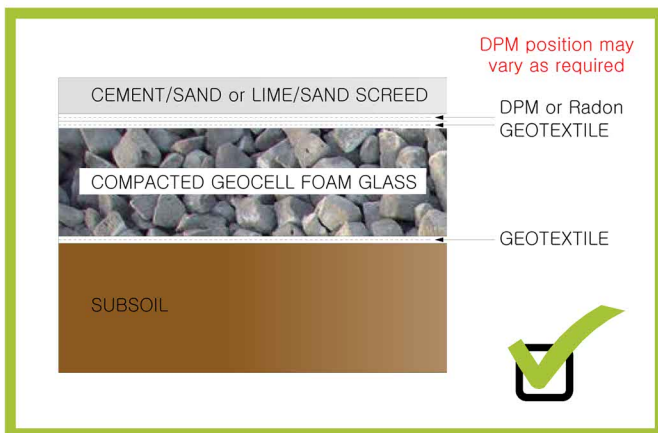 DPM position may
vary as required
CEMENT/SAND or LIME/SAND SCREED
DPM or Radon
GEOTEXTILE
COMPACTED GEOCELL FOAM GLASS
GEOTEXTILE
SUBSOIL